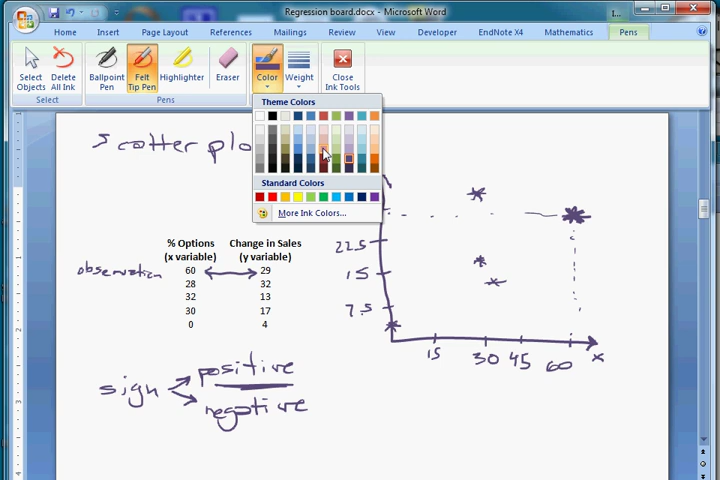 Regression board.docx - Microsoft Word
Home Insert Page Layout References Mailings Review View Developer EndNote X4 Mathematics Pens
Select Objects
Delete All Ink
Ballpoint Pen
Felt Tip Pen
Highlighter
Eraser
Color
Weight
Close Ink Tools
Select
Pens
Theme Colors
Standard Colors
More Ink Colors...
Scatter plo
% Options Change in Sales
(x variable) (y variable)
observation 60 29
28 32
32 13
30 17
0 4
22.5
15
7.5
15 30 45 60 x
sign positive
negative